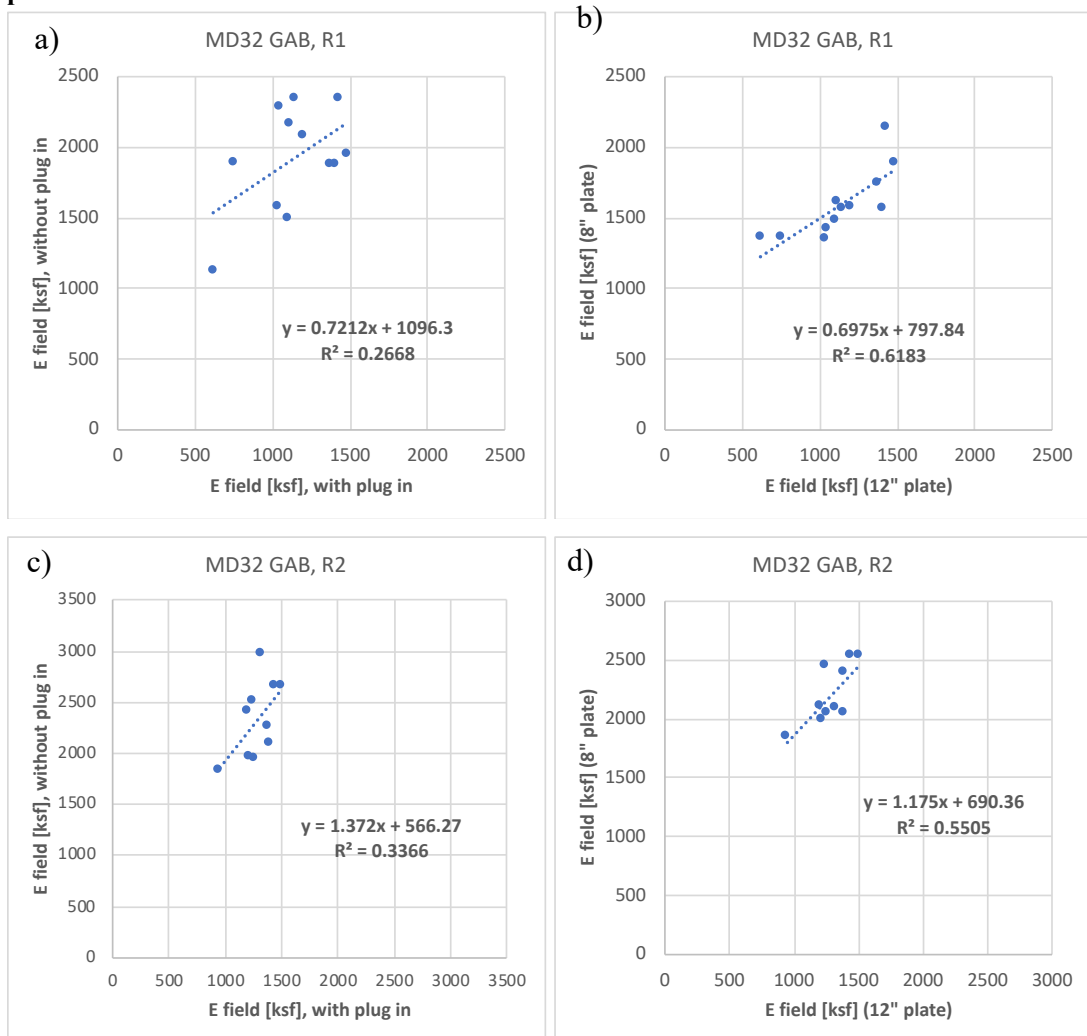 a)
MD32 GAB, R1
2500
2000
1500
1000
500
0
0 500 1000 1500 2000 2500
E field [ksf], without plug in
E field [ksf], with plug in
y = 0.7212x + 1096.3
R² = 0.2668
b)
MD32 GAB, R1
2500
2000
1500
1000
500
0
0 500 1000 1500 2000 2500
E field [ksf] (8" plate)
E field [ksf] (12" plate)
y = 0.6975x + 797.84
R² = 0.6183
c)
MD32 GAB, R2
3500
3000
2500
2000
1500
1000
500
0
0 500 1000 1500 2000 2500 3000 3500
E field [ksf], without plug in
E field [ksf], with plug in
y = 1.372x + 566.27
R² = 0.3366
d)
MD32 GAB, R2
3000
2500
2000
1500
1000
500
0
0 500 1000 1500 2000 2500 3000
E field [ksf] (8" plate)
E field [ksf] (12" plate)
y = 1.175x + 690.36
R² = 0.5505